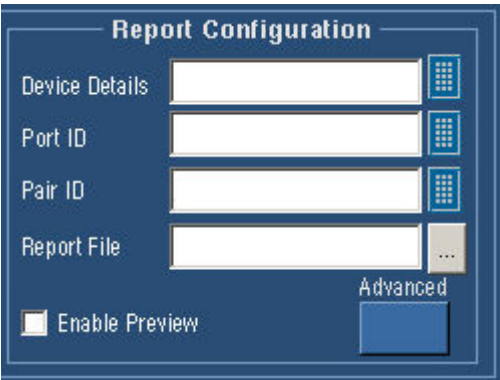 Report Configuration
Device Details
Port ID
Pair ID
Report File
...
Advanced
Enable Preview